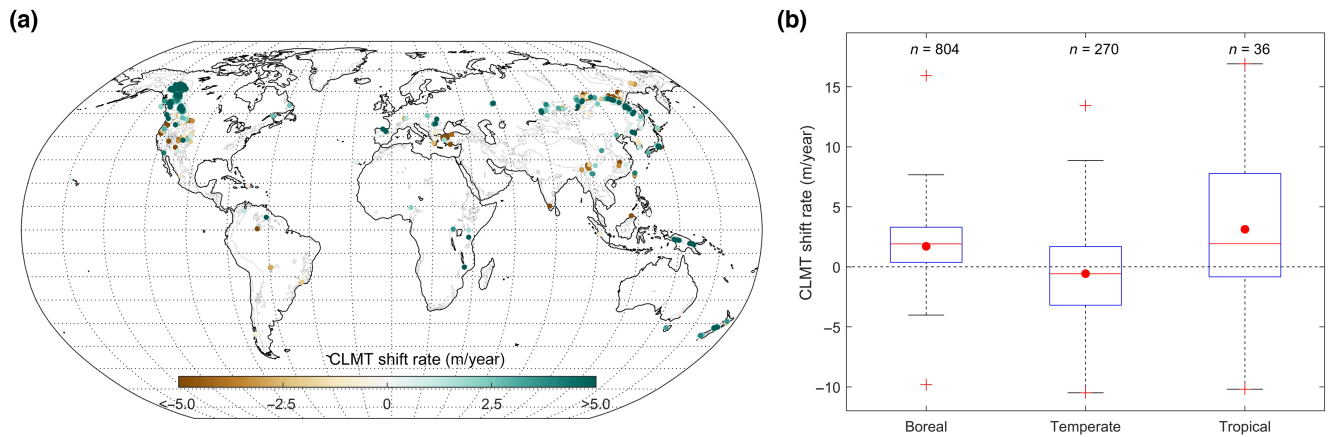 (a)
CLMT shift rate (m/year)
<−5.0 −2.5 0 2.5 >5.0
(b)
n = 804 n = 270 n = 36
CLMT shift rate (m/year)
15
10
5
0
−5
−10
Boreal Temperate Tropical